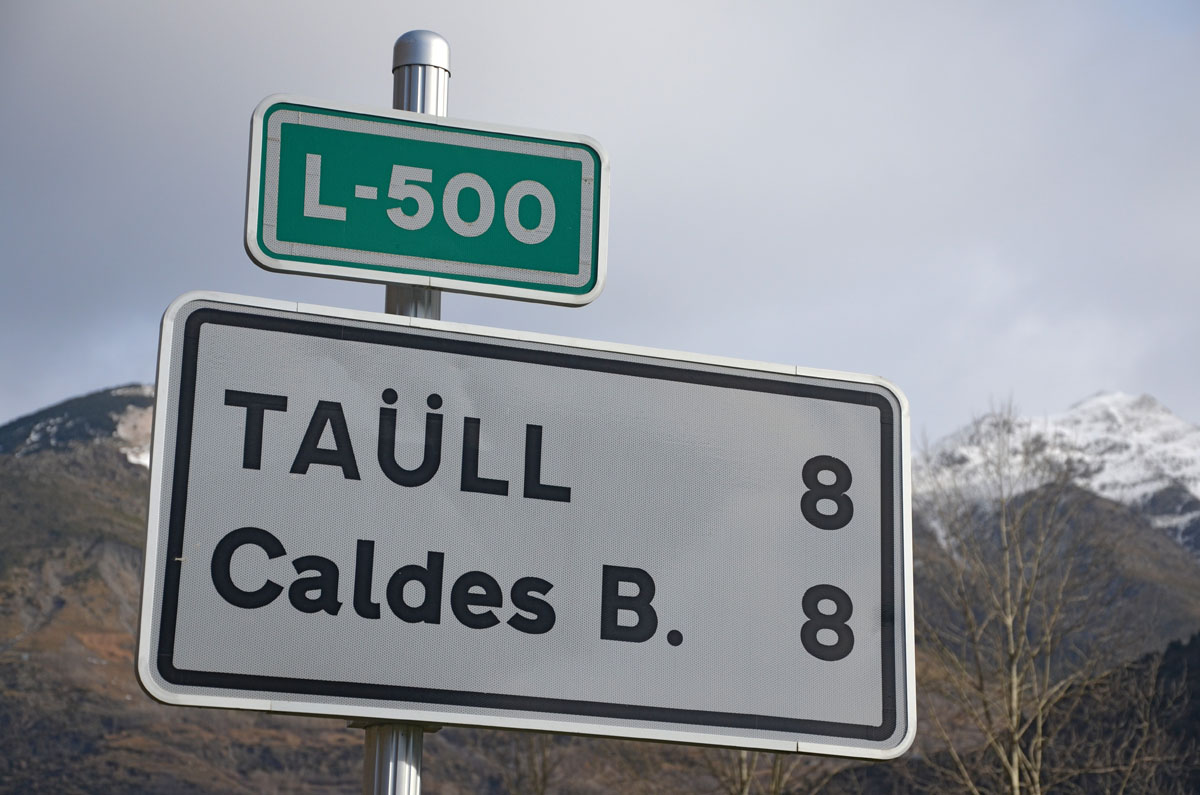 L-500
TAÜLL 8
Caldes B. 8